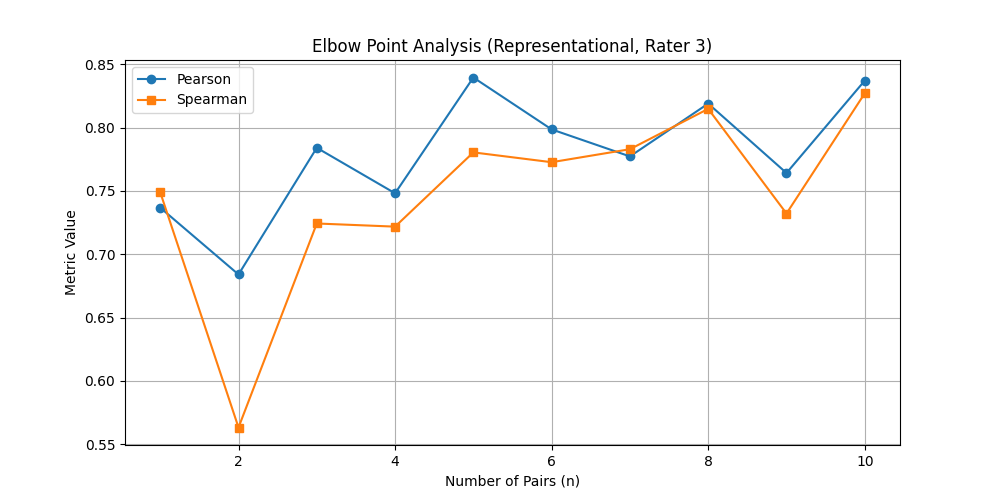 Elbow Point Analysis (Representational, Rater 3)
Pearson
Spearman
0.85
0.80
0.75
0.70
0.65
0.60
0.55
Metric Value
2 4 6 8 10
Number of Pairs (n)